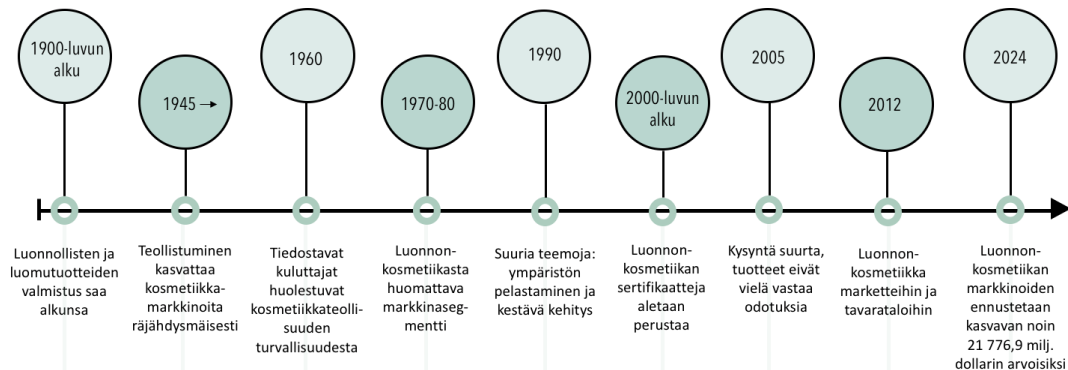 1900-luvun
alku
1945 →
1960
1970-80
1990
2000-luvun
alku
2005
2012
2024
Luonnollisten ja
luomutuotteiden
valmistus saa
alkunsa
Teollistuminen
kasvattaa
kosmetiikka-
markkinoita
räjähdysmäisesti
Tiedostavat
kuluttajat
huolestuvat
kosmetiikkateolli-
suuden
turvallisuudesta
Luonnon-
kosmetiikasta
huomattava
markkinaseg-
mentti
Suuria teemoja:
ympäristön
pelastaminen ja
kestävä kehitys
Luonnon-
kosmetiikan
sertifikaatteja
aletaan
perustaa
Kysyntä suurta,
tuotteet eivät
vielä vastaa
odotuksia
Luonnon-
kosmetiikka
marketteihin ja
tavarataloihin
Luonnon-
kosmetiikan
markkinoiden
ennustetaan
kasvavan noin
21 776,9 milj.
dollarin arvoisiksi